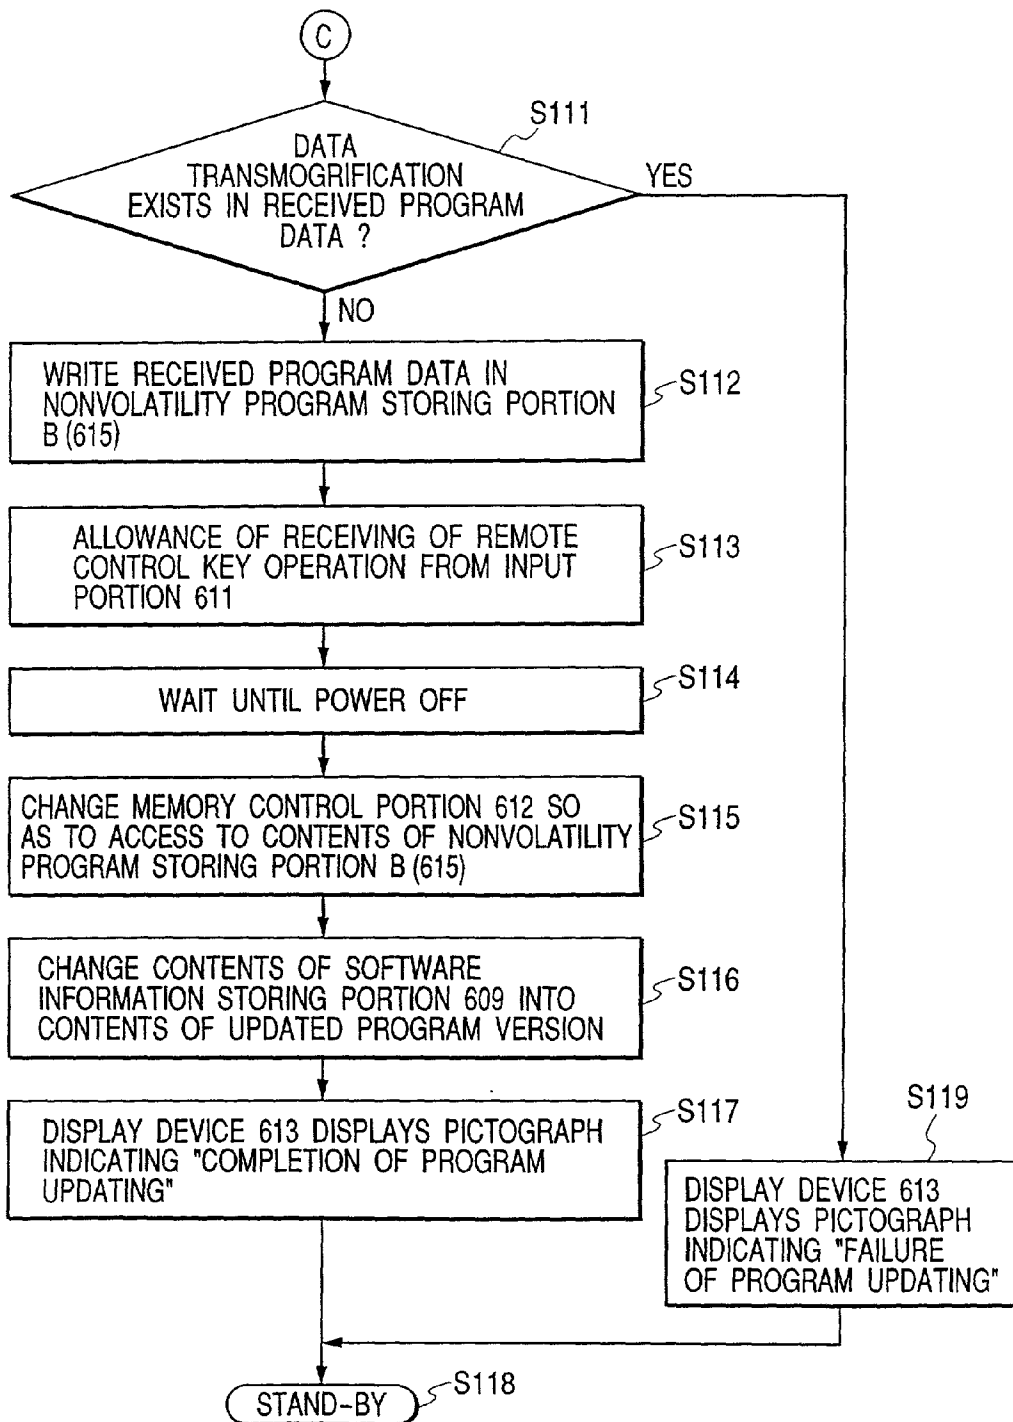 C
S111
DATA
TRANSMOGRIFICATION
EXISTS IN RECEIVED PROGRAM
DATA ?
YES
NO
WRITE RECEIVED PROGRAM DATA IN
NONVOLATILITY PROGRAM STORING PORTION
B (615)
S112
ALLOWANCE OF RECEIVING OF REMOTE
CONTROL KEY OPERATION FROM INPUT
PORTION 611
S113
WAIT UNTIL POWER OFF
S114
CHANGE MEMORY CONTROL PORTION 612 SO
AS TO ACCESS TO CONTENTS OF NONVOLATILITY
PROGRAM STORING PORTION B (615)
S115
CHANGE CONTENTS OF SOFTWARE
INFORMATION STORING PORTION 609 INTO
CONTENTS OF UPDATED PROGRAM VERSION
S116
DISPLAY DEVICE 613 DISPLAYS PICTOGRAPH
INDICATING "COMPLETION OF PROGRAM
UPDATING"
S117
S119
DISPLAY DEVICE 613
DISPLAYS PICTOGRAPH
INDICATING "FAILURE
OF PROGRAM UPDATING"
STAND-BY
S118